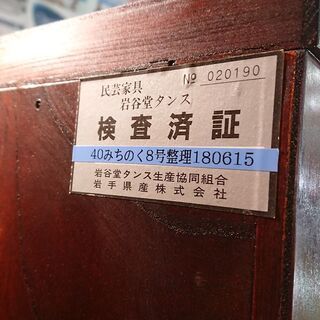 民芸家具 № 020190
岩谷堂タンス
検査済証
40みちのく8号整理180615
岩谷堂タンス生産協同組合
岩手県産株式会社